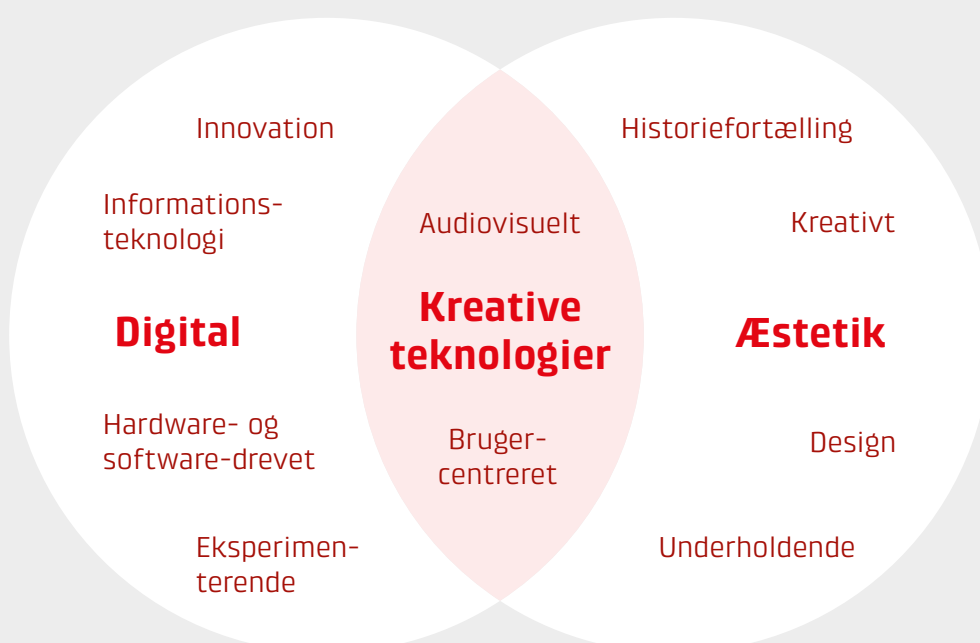 Innovation
Informations-
teknologi
Digital
Hardware- og
software-drevet
Eksperimen-
terende
Audiovisuelt
Kreative
teknologier
Bruger-
centreret
Historiefortælling
Kreativt
Æstetik
Design
Underholdende